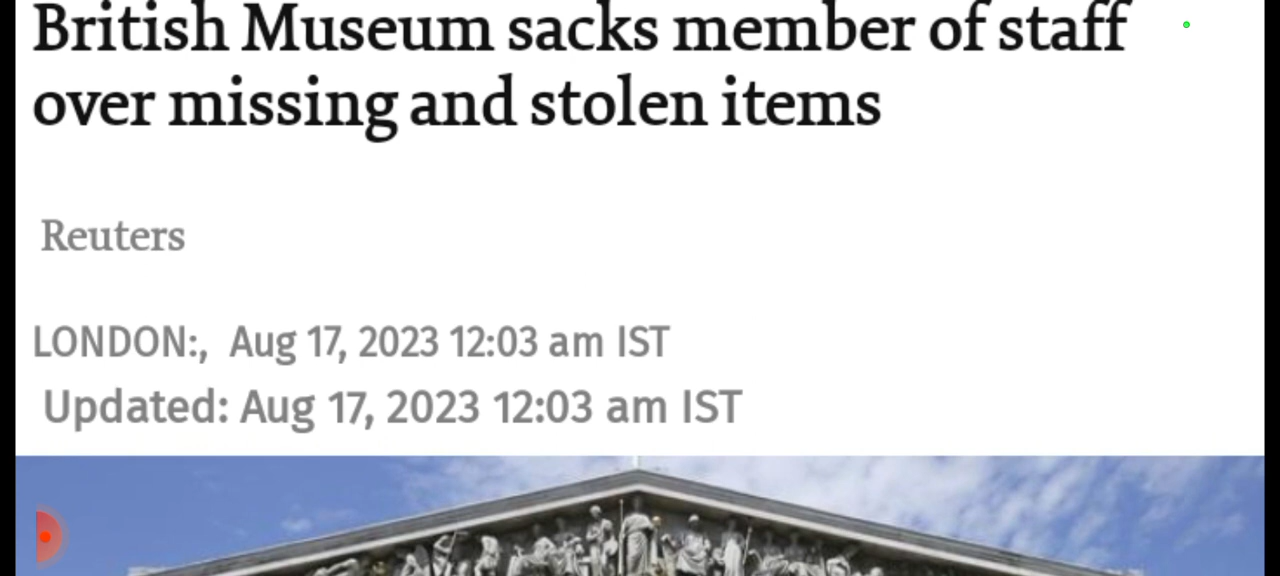 British Museum sacks member of staff
over missing and stolen items
Reuters
LONDON:, Aug 17, 2023 12:03 am IST
Updated: Aug 17, 2023 12:03 am IST